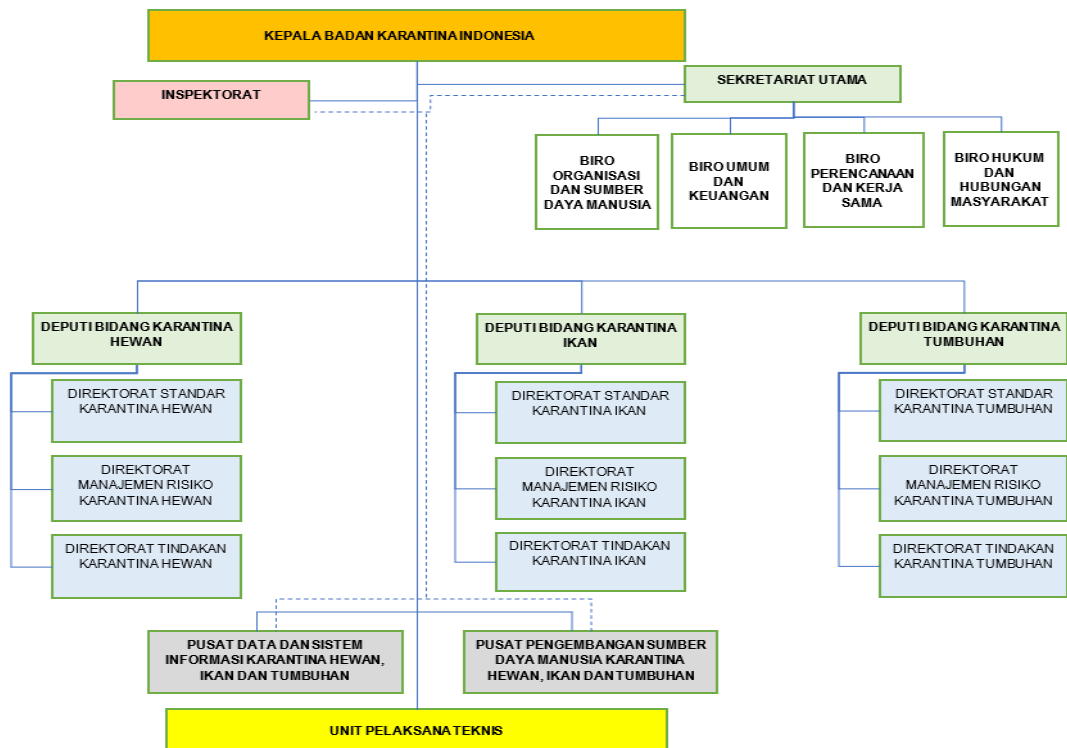 KEPALA BADAN KARANTINA INDONESIA
SEKRETARIAT UTAMA
INSPEKTORAT
BIRO
ORGANISASI
DAN SUMBER
DAYA MANUSIA
BIRO UMUM
DAN
KEUANGAN
BIRO
PERENCANAAN
DAN KERJA
SAMA
BIRO HUKUM
DAN
HUBUNGAN
MASYARAKAT
DEPUTI BIDANG KARANTINA
HEWAN
DIREKTORAT STANDAR
KARANTINA HEWAN
DIREKTORAT
MANAJEMEN RISIKO
KARANTINA HEWAN
DIREKTORAT TINDAKAN
KARANTINA HEWAN
DEPUTI BIDANG KARANTINA
IKAN
DIREKTORAT STANDAR
KARANTINA IKAN
DIREKTORAT
MANAJEMEN RISIKO
KARANTINA IKAN
DIREKTORAT TINDAKAN
KARANTINA IKAN
DEPUTI BIDANG KARANTINA
TUMBUHAN
DIREKTORAT STANDAR
KARANTINA TUMBUHAN
DIREKTORAT
MANAJEMEN RISIKO
KARANTINA TUMBUHAN
DIREKTORAT TINDAKAN
KARANTINA TUMBUHAN
PUSAT DATA DAN SISTEM
INFORMASI KARANTINA HEWAN,
IKAN DAN TUMBUHAN
PUSAT PENGEMBANGAN SUMBER
DAYA MANUSIA KARANTINA
HEWAN, IKAN DAN TUMBUHAN
UNIT PELAKSANA TEKNIS